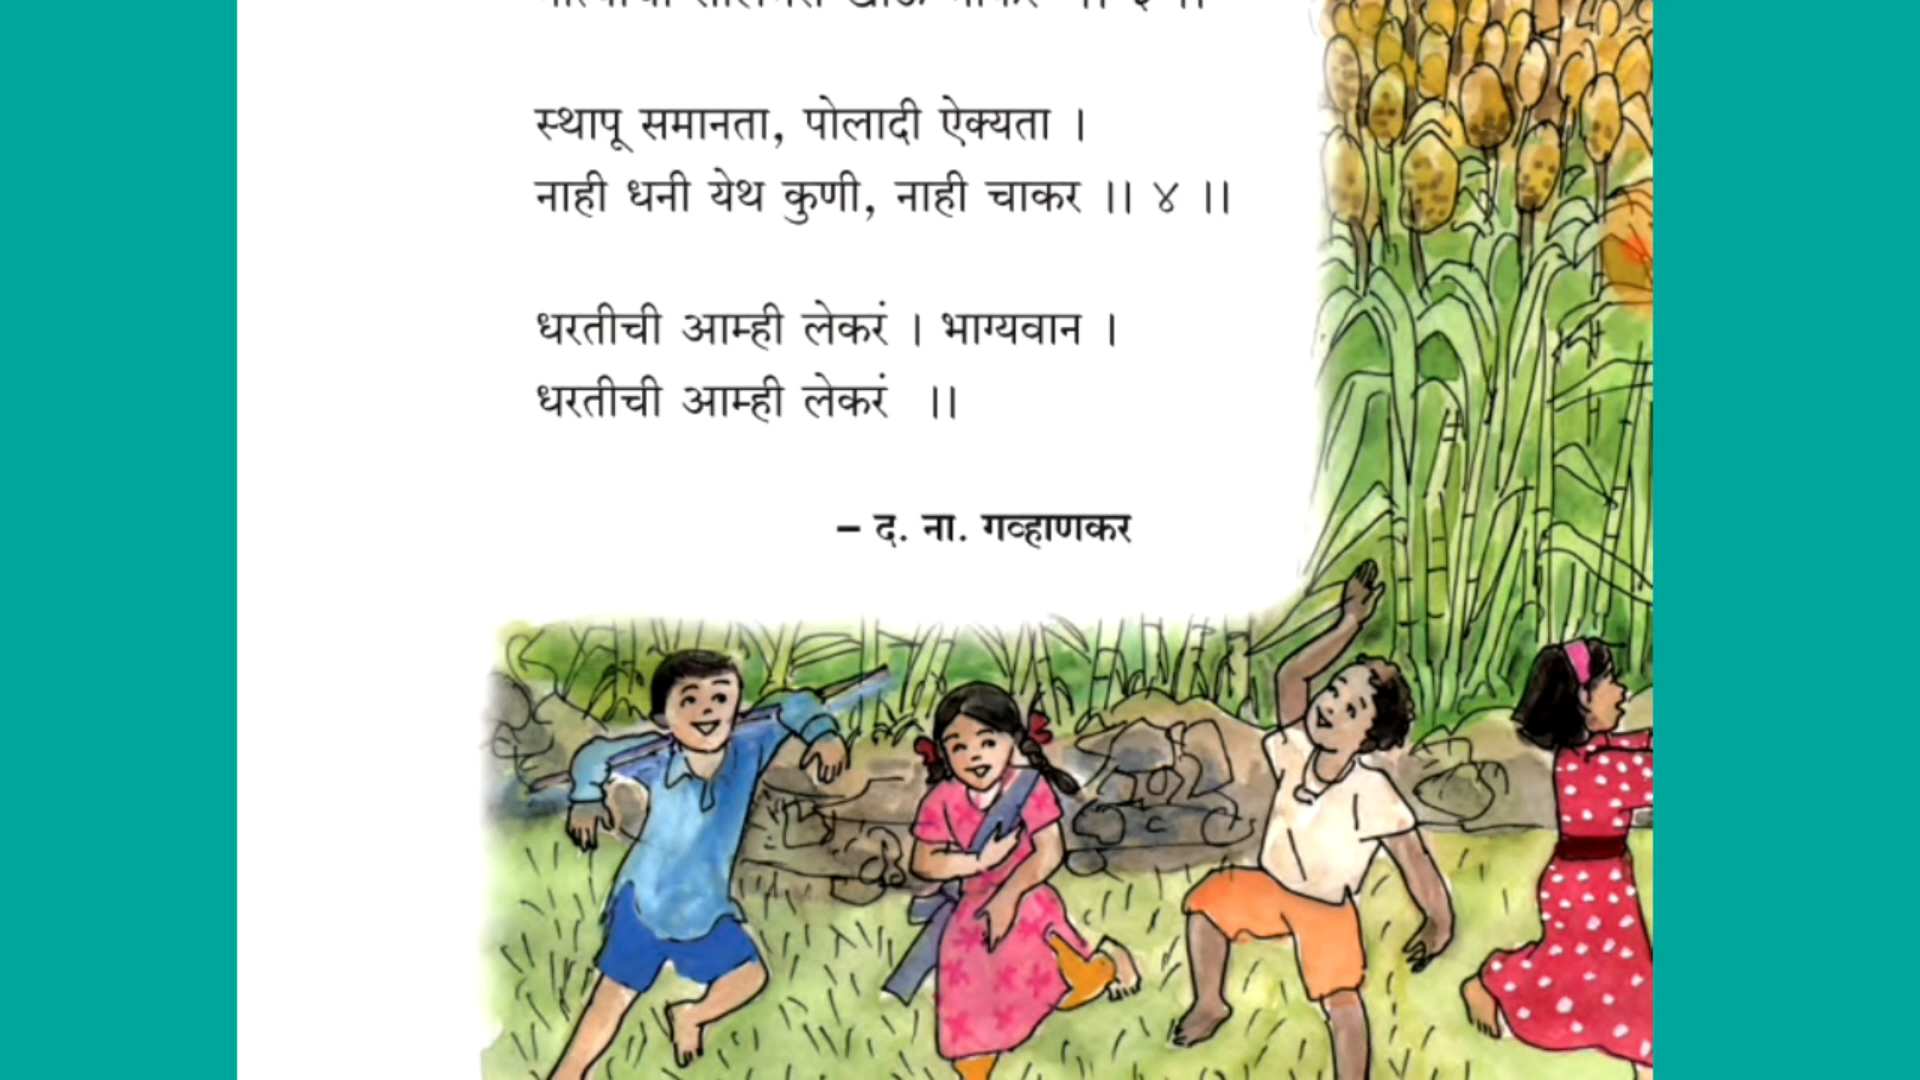 स्थापू समानता, पोलादी ऐक्यता ।
नाही धनी येथ कुणी, नाही चाकर ।। ४ ।।
धरतीची आम्ही लेकरं । भाग्यवान ।
धरतीची आम्ही लेकरं ।।
– द. ना. गव्हाणकर